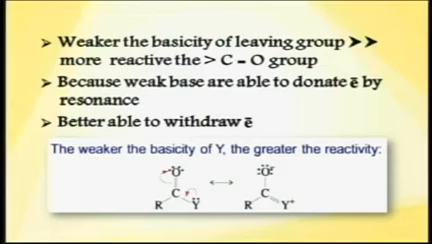 ➤ Weaker the basicity of leaving group ➤➤
more reactive the > C = O group
➤ Because weak base are able to donate ē by
resonance
➤ Better able to withdraw ē
The weaker the basicity of Y, the greater the reactivity:
:O: :Ö:⁻
C ↔ C
R Ÿ R Y⁺